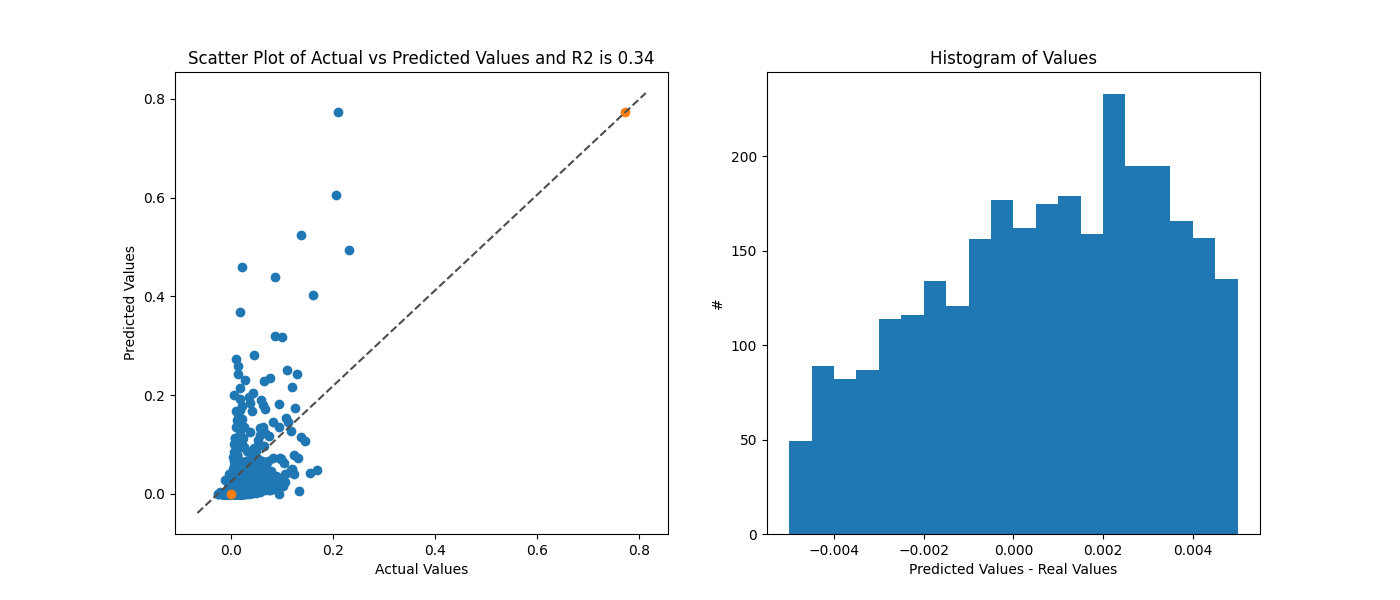 Scatter Plot of Actual vs Predicted Values and R2 is 0.34
0.8
0.6
0.4
0.2
0.0
Predicted Values
0.0 0.2 0.4 0.6 0.8
Actual Values
Histogram of Values
200
150
100
50
0
#
−0.004 −0.002 0.000 0.002 0.004
Predicted Values - Real Values